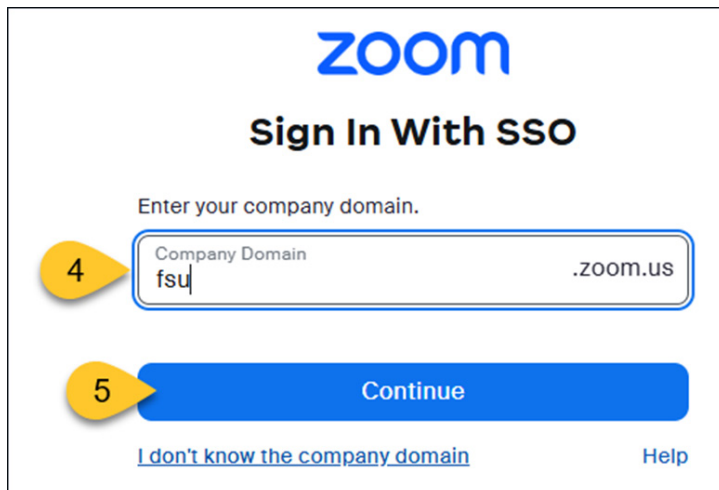 zoom
Sign In With SSO
Enter your company domain.
4
Company Domain
fsu
.zoom.us
5
Continue
I don't know the company domain
Help